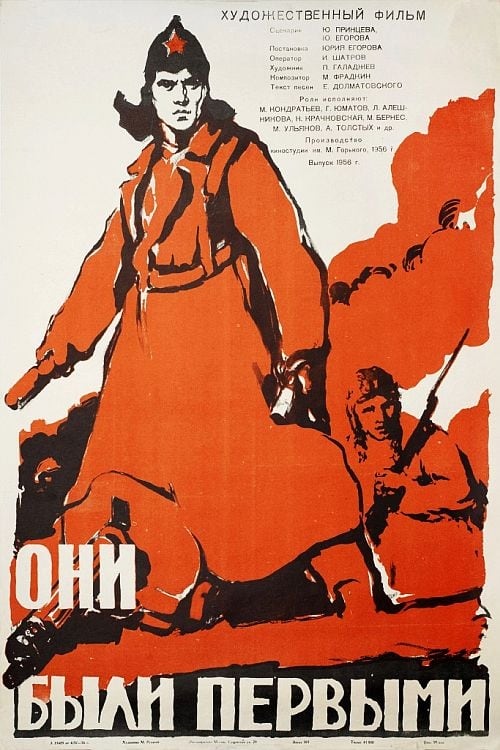 ХУДОЖЕСТВЕННЫЙ ФИЛЬМ
Сценарий Ю ПРИНЦЕВА,
Ю. ЕГОРОВА
Постановка ЮРИЯ ЕГОРОВА
Оператор И ШАТРОВ
Художник П. ГАЛАДЖЕВ
Композитор М. ФРАДКИН
Текст песен Е. ДОЛМАТОВСКОГО
Роли исполняют:
М. КОНДРАТЬЕВ, Г. ЮМАТОВ, Л. АЛЕШ-
НИКОВА, Н. КРАЧКОВСКАЯ, М. БЕРНЕС,
М. УЛЬЯНОВ, А. ТОЛСТЫХ и др.
Производство
киностудии им. М. Горького, 1956 г
Выпуск 1956 г.
ОНИ
БЫЛИ ПЕРВЫМИ